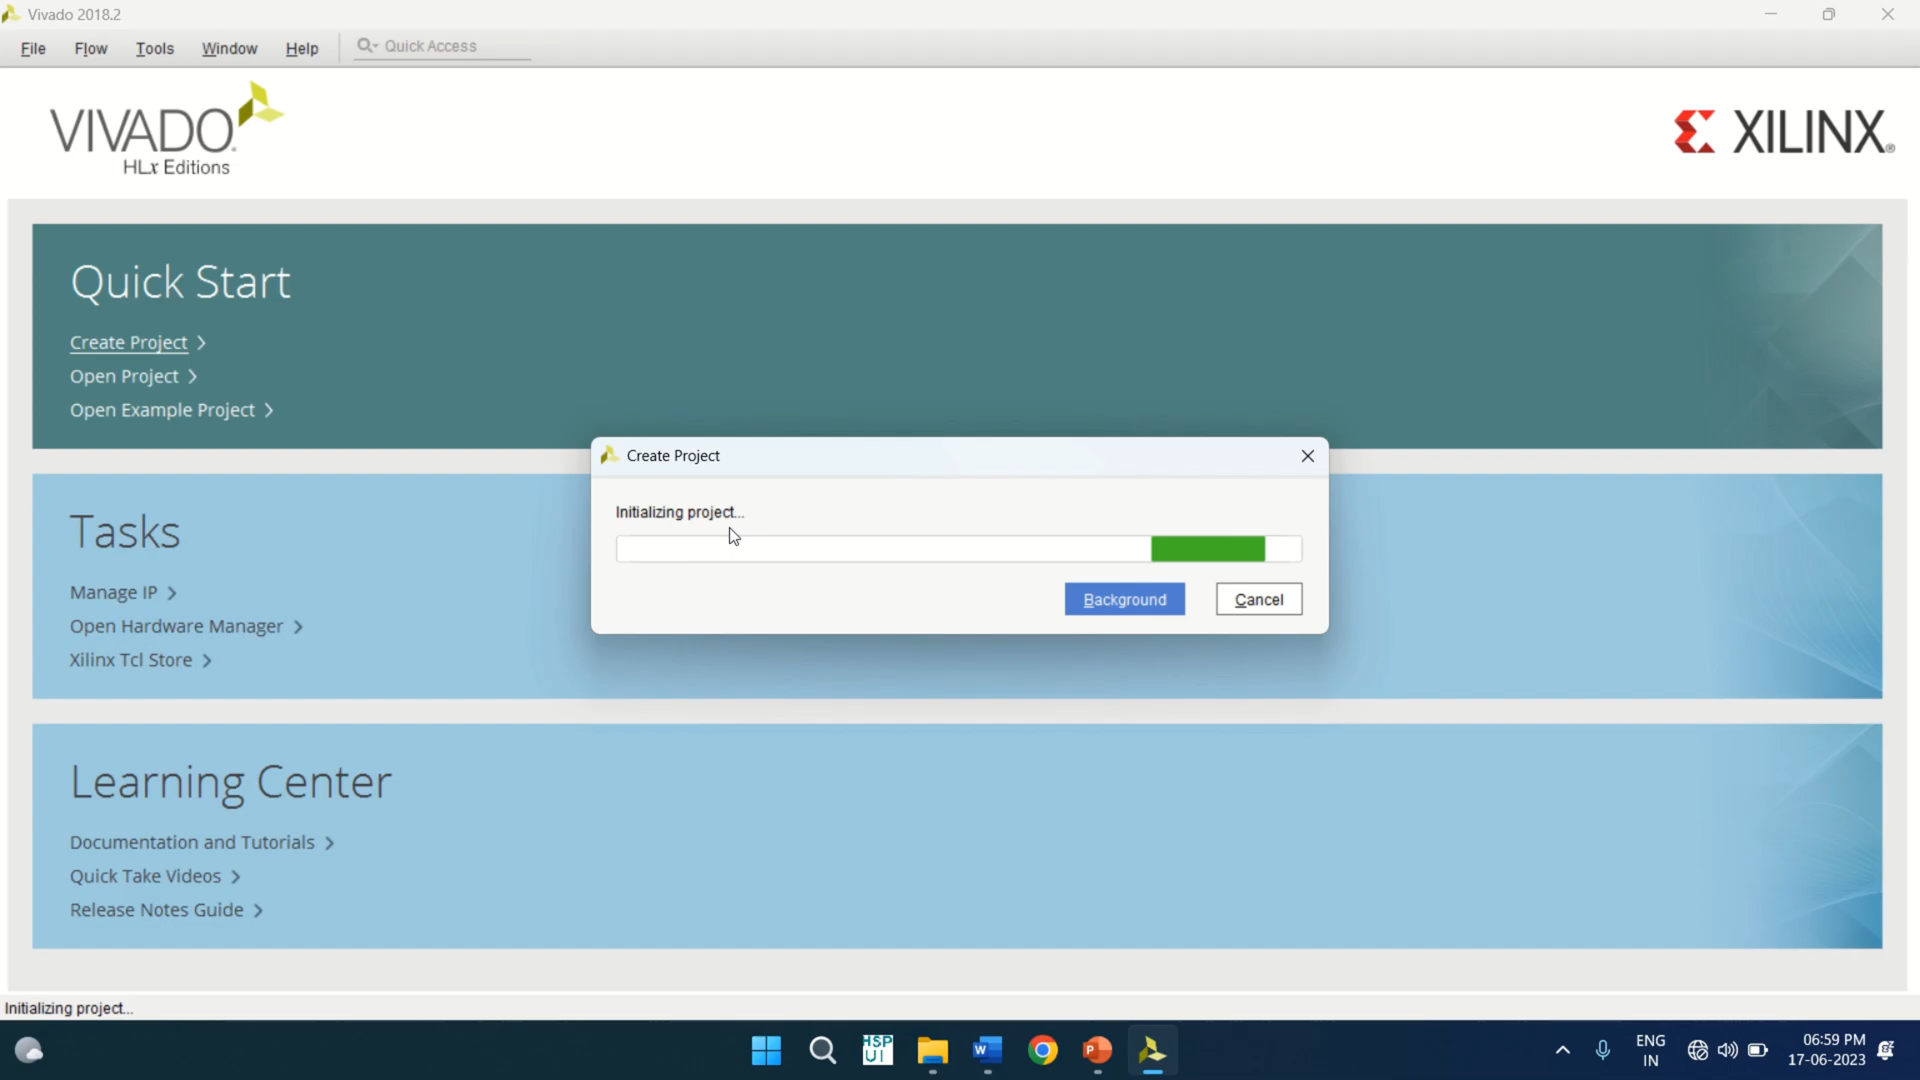 Vivado 2018.2
File Flow Tools Window Help Quick Access
VIVADO
HLx Editions
XILINX
Quick Start
Create Project
Open Project
Open Example Project
Create Project
Initializing project...
Background Cancel
Tasks
Manage IP
Open Hardware Manager
Xilinx Tcl Store
Learning Center
Documentation and Tutorials
Quick Take Videos
Release Notes Guide
Initializing project...
HSP
UI
W
P
ENG
IN
06:59 PM
17-06-2023